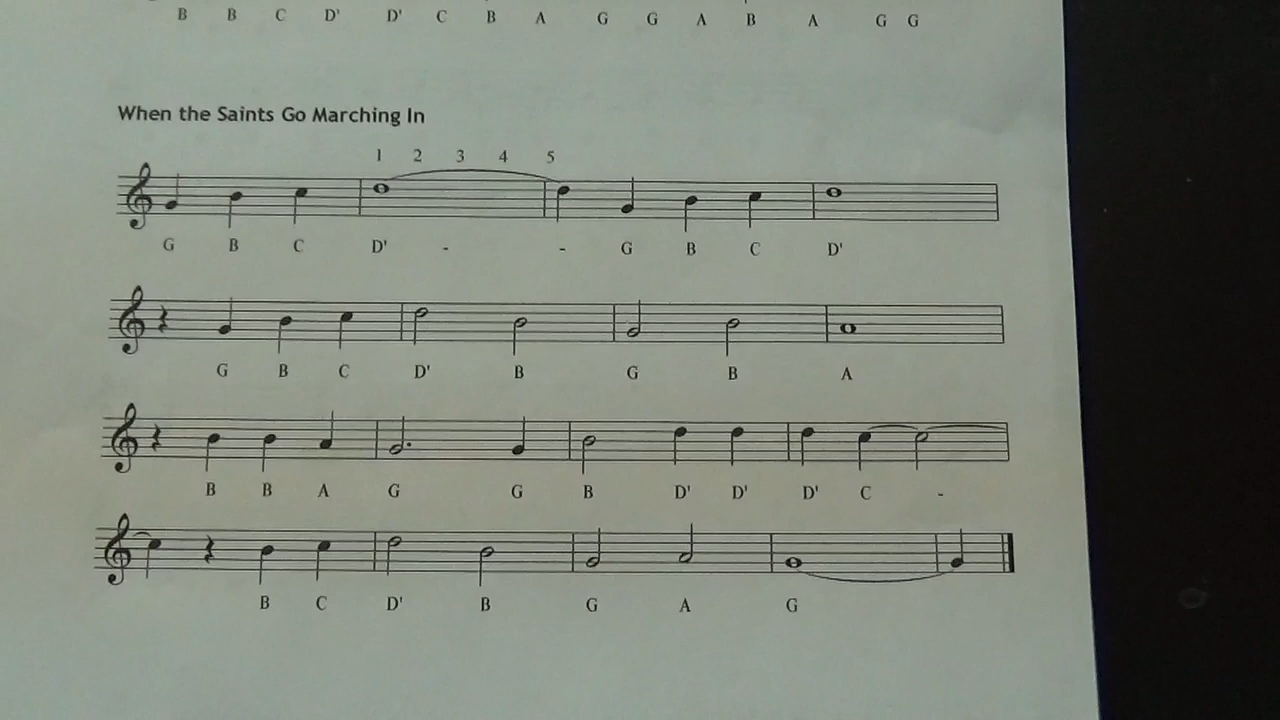 B B C D' D' C B A G G A B A G G
When the Saints Go Marching In
1 2 3 4 5
G B C D' - - G B C D'
G B C D' B G B A
B B A G G B D' D' D' C -
B C D' B G A G